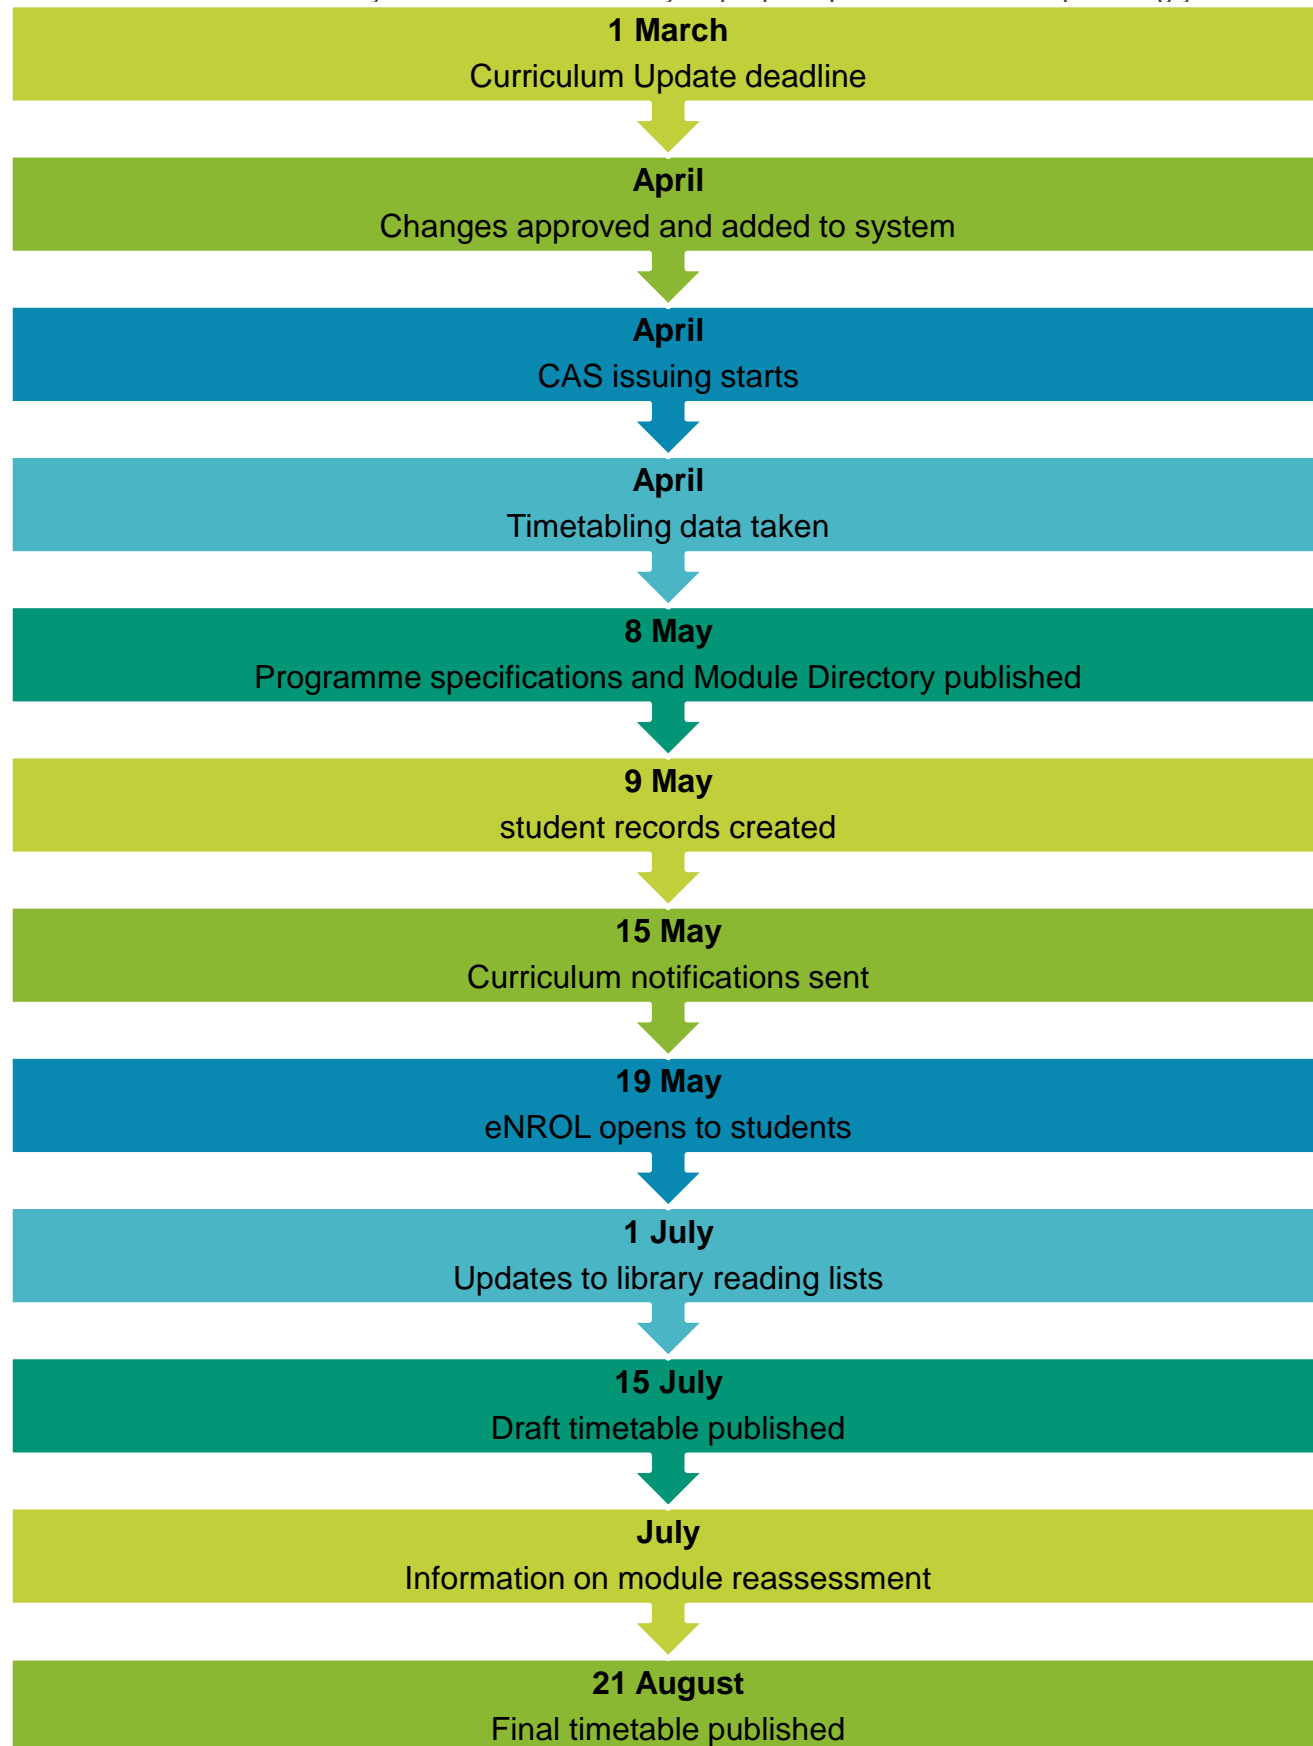 1 March
Curriculum Update deadline
April
Changes approved and added to system
April
CAS issuing starts
April
Timetabling data taken
8 May
Programme specifications and Module Directory published
9 May
student records created
15 May
Curriculum notifications sent
19 May
eNROL opens to students
1 July
Updates to library reading lists
15 July
Draft timetable published
July
Information on module reassessment
21 August
Final timetable published